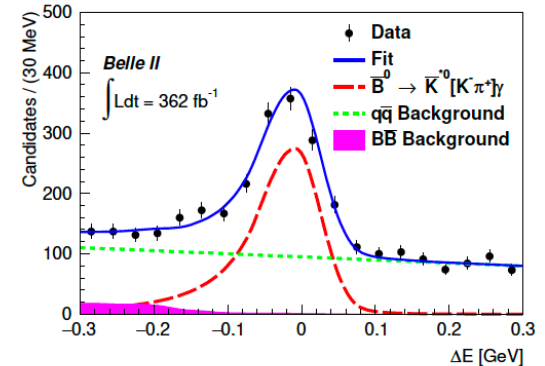 500
400
300
200
100
0
Candidates / (30 MeV)
Belle II
∫Ldt = 362 fb⁻¹
Data
Fit
B̅⁰ → K̅*⁰[K⁻π⁺]γ
qq̅ Background
BB̅ Background
−0.3 −0.2 −0.1 0 0.1 0.2 0.3
ΔE [GeV]